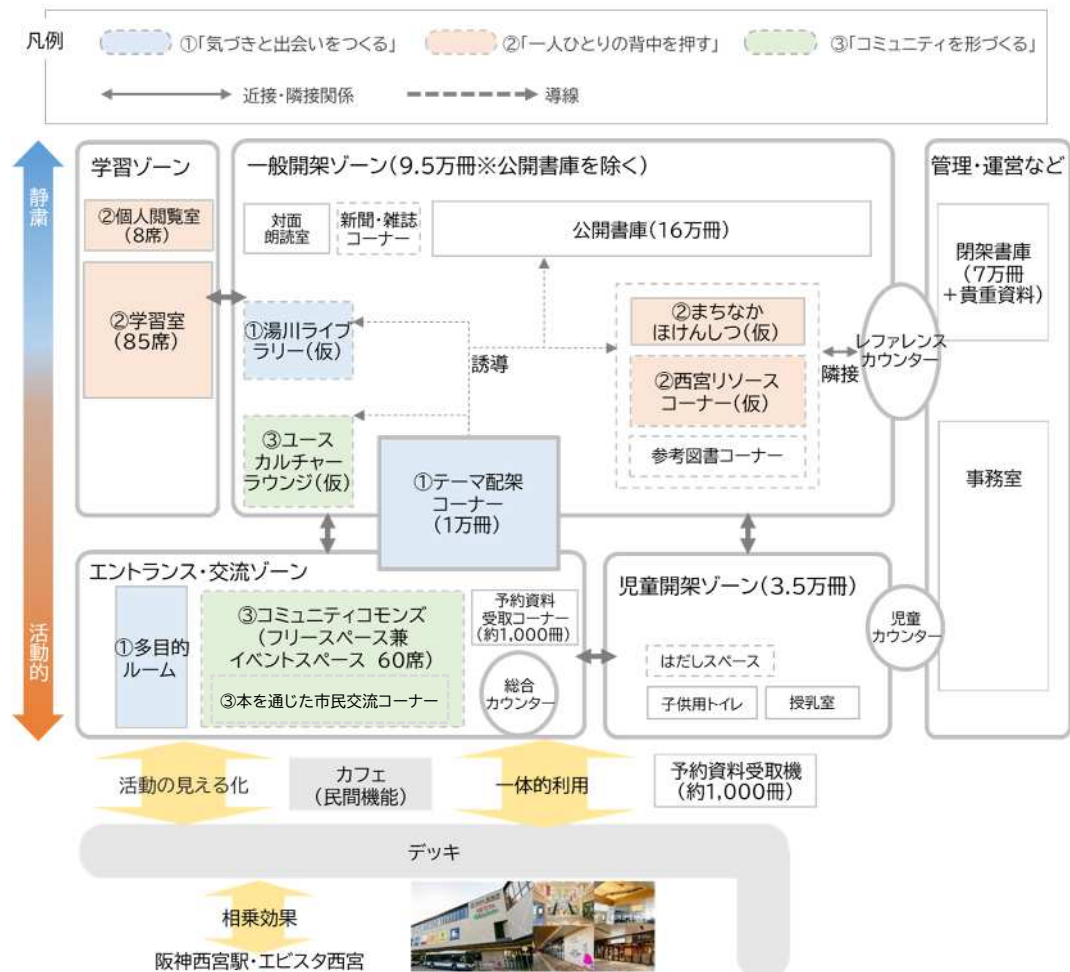 凡例
①「気づきと出会いをつくる」
②「一人ひとりの背中を押す」
③「コミュニティを形づくる」
近接・隣接関係
導線
静粛
活動的
学習ゾーン
②個人閲覧室
(8席)
②学習室
(85席)
一般開架ゾーン(9.5万冊※公開書庫を除く)
対面
朗読室
新聞・雑誌
コーナー
公開書庫(16万冊)
①湯川ライブ
ラリー(仮)
誘導
②まちなか
ほけんしつ(仮)
②西宮リソース
コーナー(仮)
参考図書コーナー
隣接
レファレンス
カウンター
③ユース
カルチャー
ラウンジ(仮)
①テーマ配架
コーナー
(1万冊)
管理・運営など
閉架書庫
(7万冊
+貴重資料)
事務室
エントランス・交流ゾーン
①多目的
ルーム
③コミュニティコモンズ
(フリースペース兼
イベントスペース 60席)
③本を通じた市民交流コーナー
予約資料
受取コーナー
(約1,000冊)
総合
カウンター
児童開架ゾーン(3.5万冊)
はだしスペース
子供用トイレ
授乳室
児童
カウンター
活動の見える化
カフェ
(民間機能)
一体的利用
予約資料受取機
(約1,000冊)
デッキ
相乗効果
阪神西宮駅・エビスタ西宮